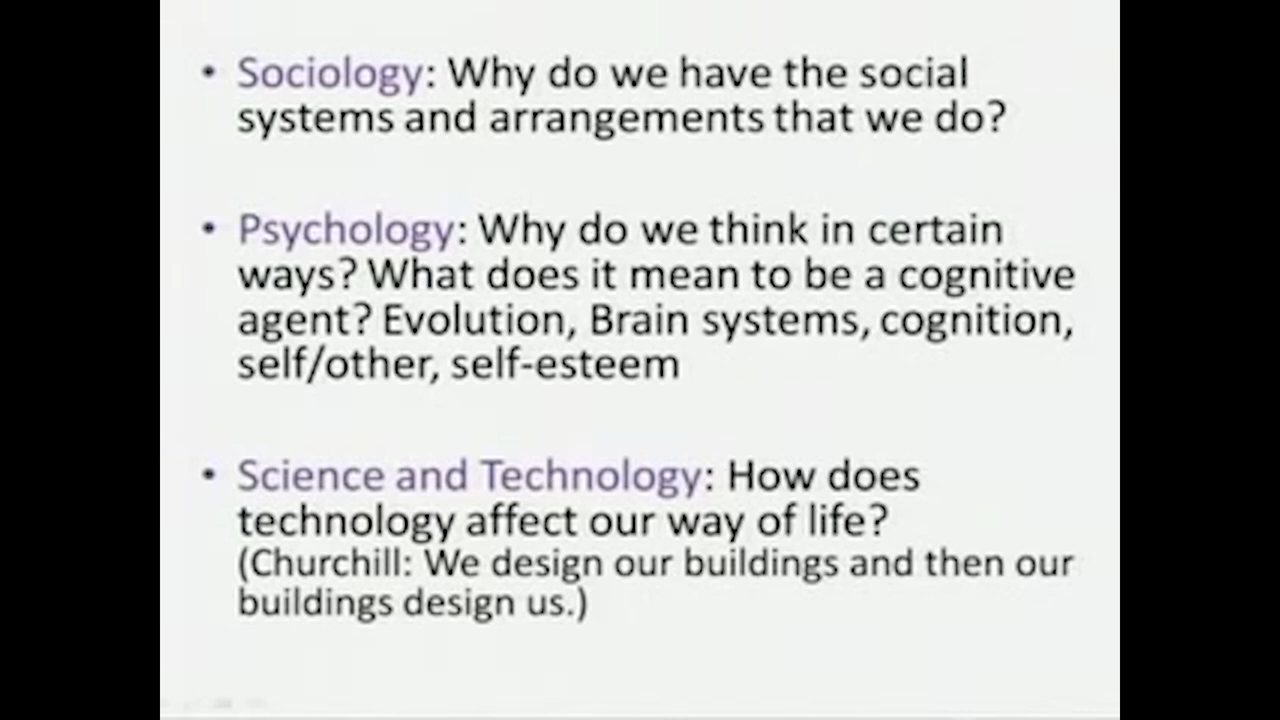 • Sociology: Why do we have the social
systems and arrangements that we do?
• Psychology: Why do we think in certain
ways? What does it mean to be a cognitive
agent? Evolution, Brain systems, cognition,
self/other, self-esteem
• Science and Technology: How does
technology affect our way of life?
(Churchill: We design our buildings and then our
buildings design us.)